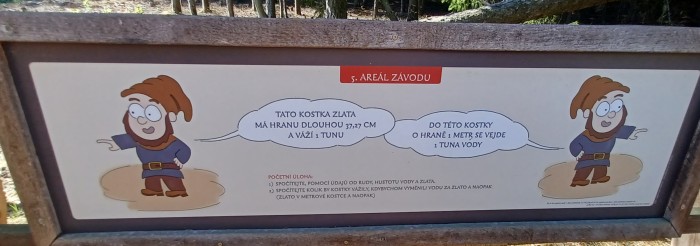 5. AREÁL ZÁVODU
TATO KOSTKA ZLATA
MÁ HRANU DLOUHOU 37,27 CM
A VÁŽÍ 1 TUNU
DO TÉTO KOSTKY
O HRANĚ 1 METR SE VEJDE
1 TUNA VODY
POČETNÍ ÚLOHA:
1) SPOČÍTEJTE, POMOCÍ ÚDAJŮ OD BUDY, HUSTOTU VODY A ZLATA,
2) SPOČÍTEJTE KOLIK BY KOSTKY VÁŽILY, KDYBYCHOM VYMĚNILI VODU ZA ZLATO A NAOPAK
(ZLATO V METROVÉ KOSTCE A NAOPAK)